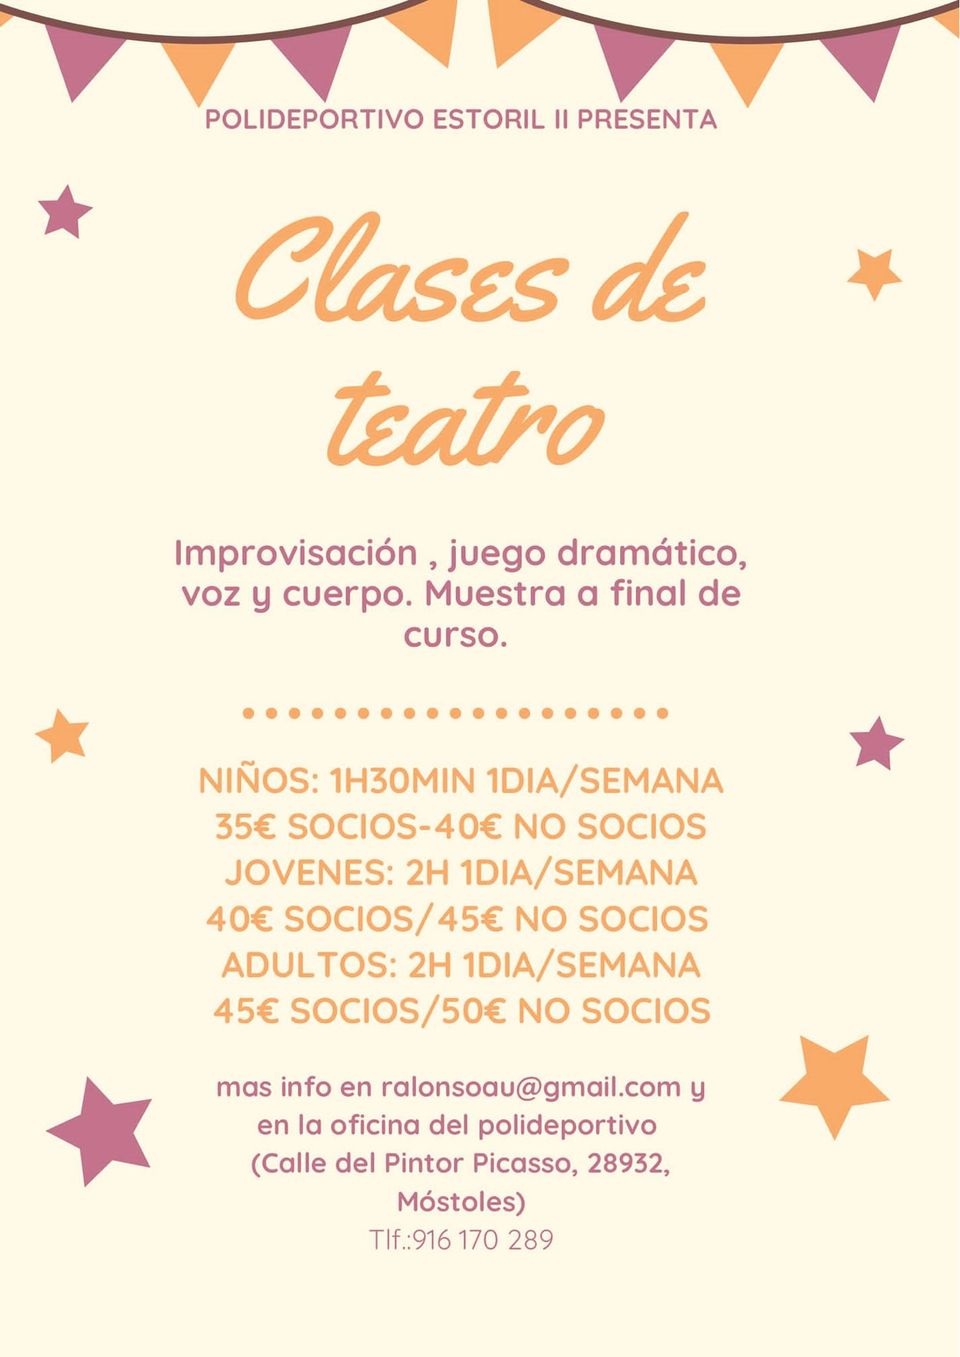 POLIDEPORTIVO ESTORIL II PRESENTA
Clases de
teatro
Improvisación , juego dramático,
voz y cuerpo. Muestra a final de
curso.
NIÑOS: 1H30MIN 1DIA/SEMANA
35€ SOCIOS-40€ NO SOCIOS
JOVENES: 2H 1DIA/SEMANA
40€ SOCIOS/45€ NO SOCIOS
ADULTOS: 2H 1DIA/SEMANA
45€ SOCIOS/50€ NO SOCIOS
mas info en ralonsoau@gmail.com y
en la oficina del polideportivo
(Calle del Pintor Picasso, 28932,
Móstoles)
Tlf.:916 170 289